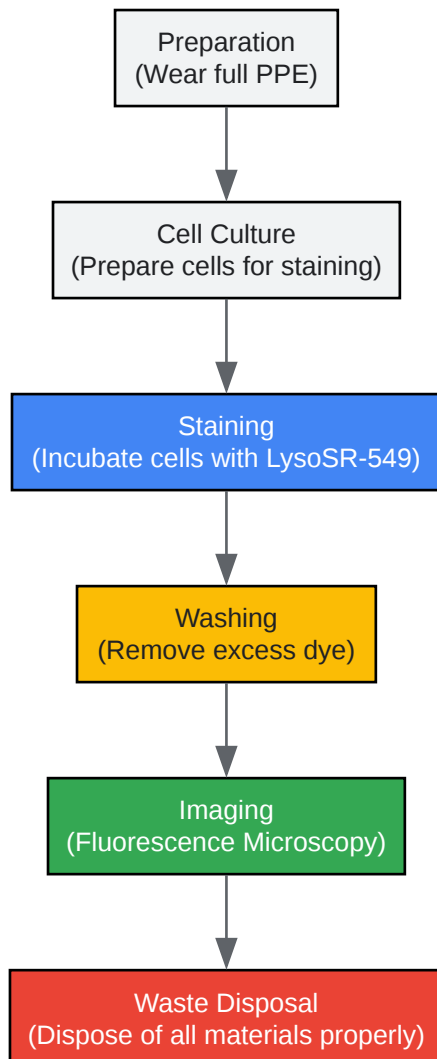 Preparation
(Wear full PPE)
Cell Culture
(Prepare cells for staining)
Staining
(Incubate cells with LysoSR-549)
Washing
(Remove excess dye)
Imaging
(Fluorescence Microscopy)
Waste Disposal
(Dispose of all materials properly)